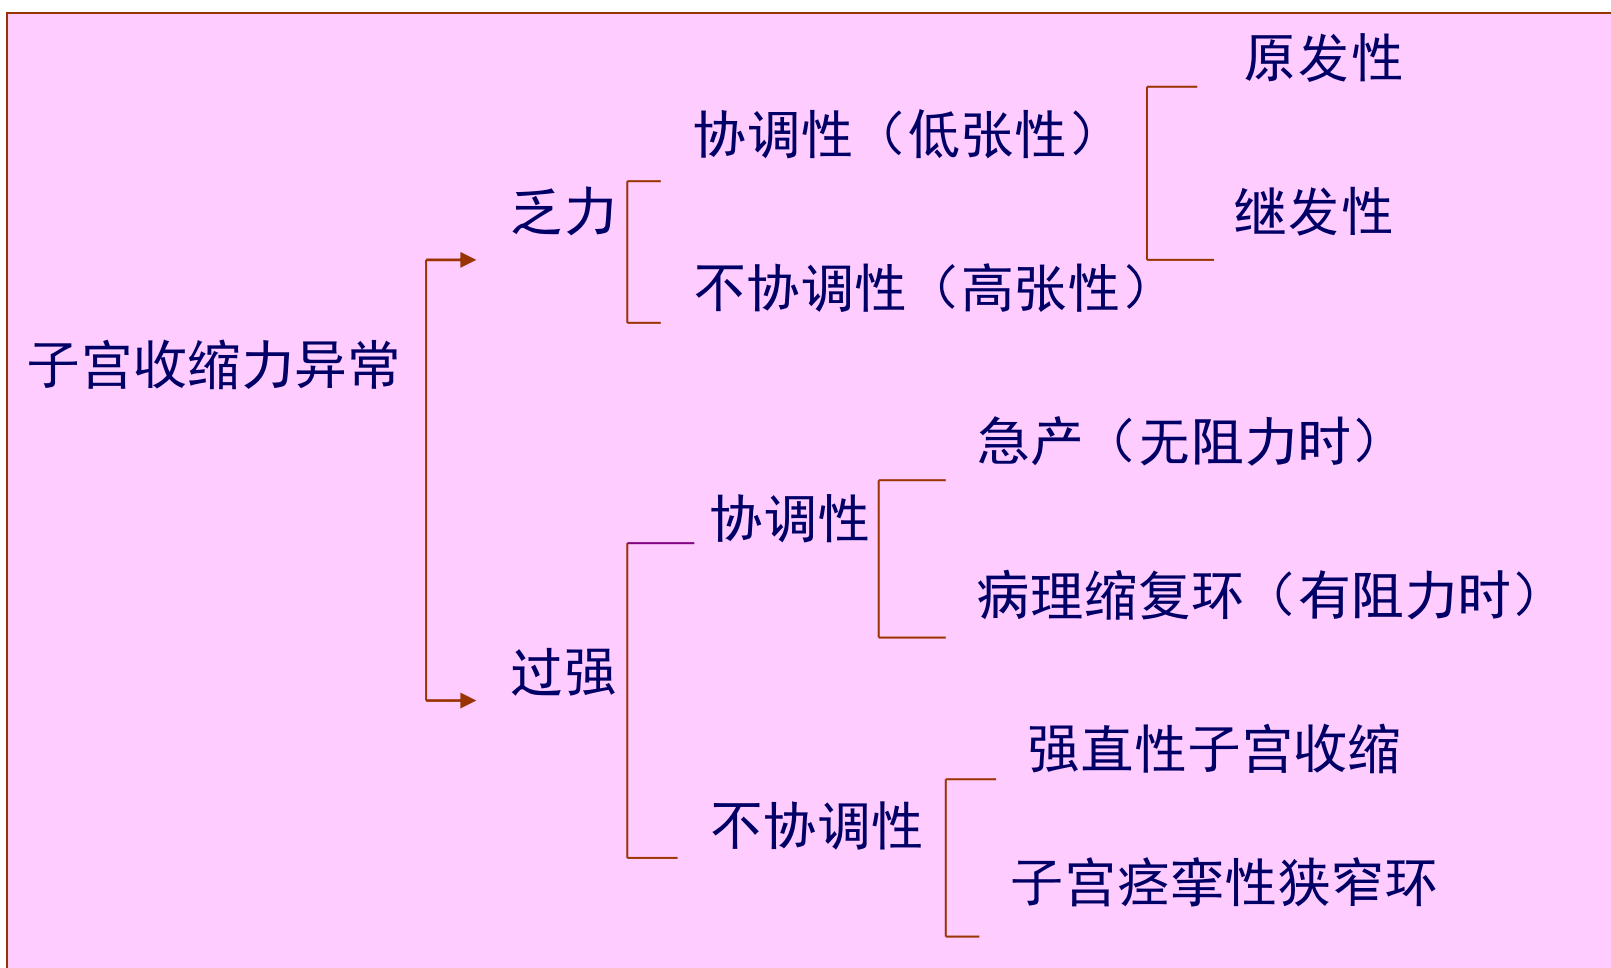 原发性
协调性（低张性）
乏力
继发性
不协调性（高张性）
子宫收缩力异常
急产（无阻力时）
协调性
病理缩复环（有阻力时）
过强
强直性子宫收缩
不协调性
子宫痉挛性狭窄环